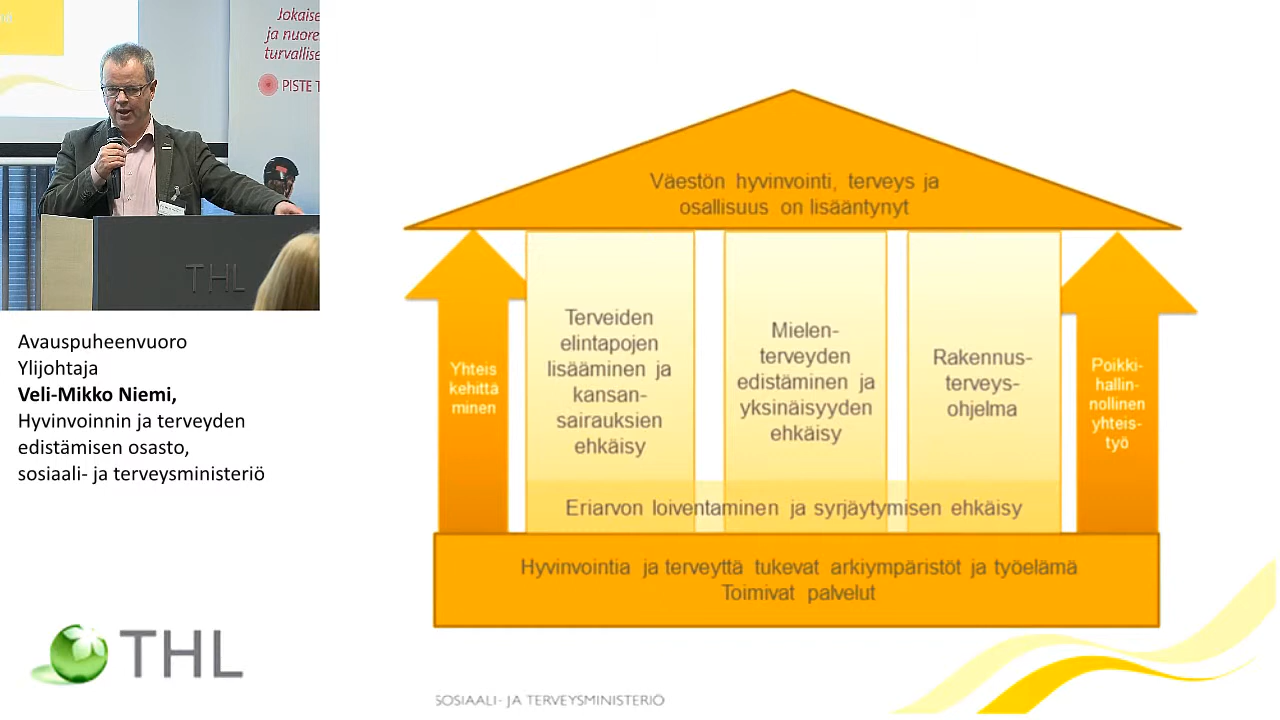 Jokaise
ja nuore
turvallise
PISTE T
THL
Avauspuheenvuoro
Ylijohtaja
Veli-Mikko Niemi,
Hyvinvoinnin ja terveyden
edistämisen osasto,
sosiaali- ja terveysministeriö
THL
Väestön hyvinvointi, terveys ja
osallisuus on lisääntynyt
Yhteis
kehittä
minen
Terveiden
elintapojen
lisääminen ja
kansan-
sairauksien
ehkäisy
Mielen-
terveyden
edistäminen ja
yksinäisyyden
ehkäisy
Rakennus-
terveys-
ohjelma
Poikki-
hallin-
nollinen
yhteis-
työ
Eriarvon loiventaminen ja syrjäytymisen ehkäisy
Hyvinvointia ja terveyttä tukevat arkiympäristöt ja työelämä
Toimivat palvelut
SOSIAALI- JA TERVEYSMINISTERIÖ